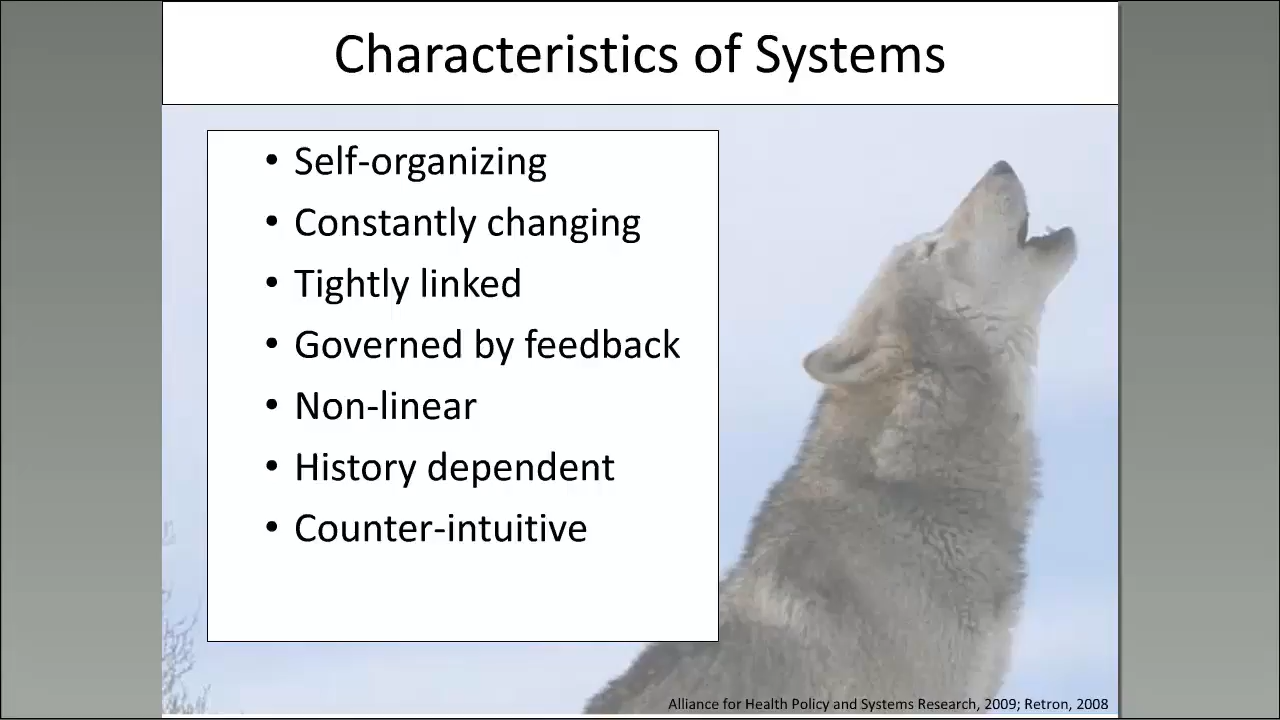 Characteristics of Systems
• Self-organizing
• Constantly changing
• Tightly linked
• Governed by feedback
• Non-linear
• History dependent
• Counter-intuitive
Alliance for Health Policy and Systems Research, 2009; Retron, 2008